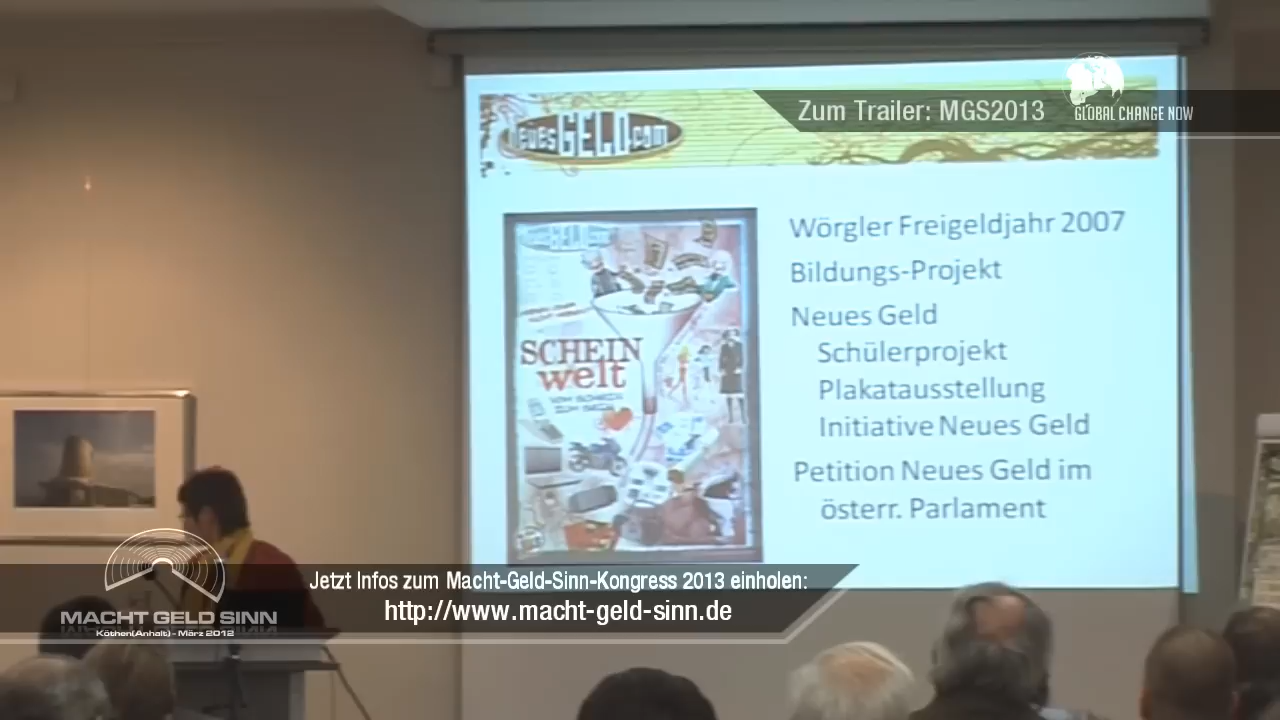 Zum Trailer: MGS2013
GLOBAL CHANGE NOW
neuesGELD.com
Wörgler Freigeldjahr 2007
Bildungs-Projekt
Neues Geld
Schülerprojekt
Plakatausstellung
Initiative Neues Geld
Petition Neues Geld im
österr. Parlament
SCHEIN
welt
Jetzt Infos zum Macht-Geld-Sinn-Kongress 2013 einholen:
http://www.macht-geld-sinn.de
MACHT GELD SINN
Köthen(Anhalt) - März 2012